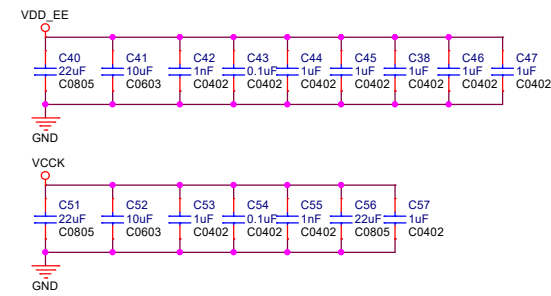 VDD_EE
C40 C41 C42 C43 C44 C45 C38 C46 C47
22uF 10uF 1nF 0.1uF 1uF 1uF 1uF 1uF 1uF
C0805 C0603 C0402 C0402 C0402 C0402 C0402 C0402 C0402
GND
VCCK
C51 C52 C53 C54 C55 C56 C57
22uF 10uF 1uF 0.1uF 1nF 22uF 1uF
C0805 C0603 C0402 C0402 C0402 C0805 C0402
GND